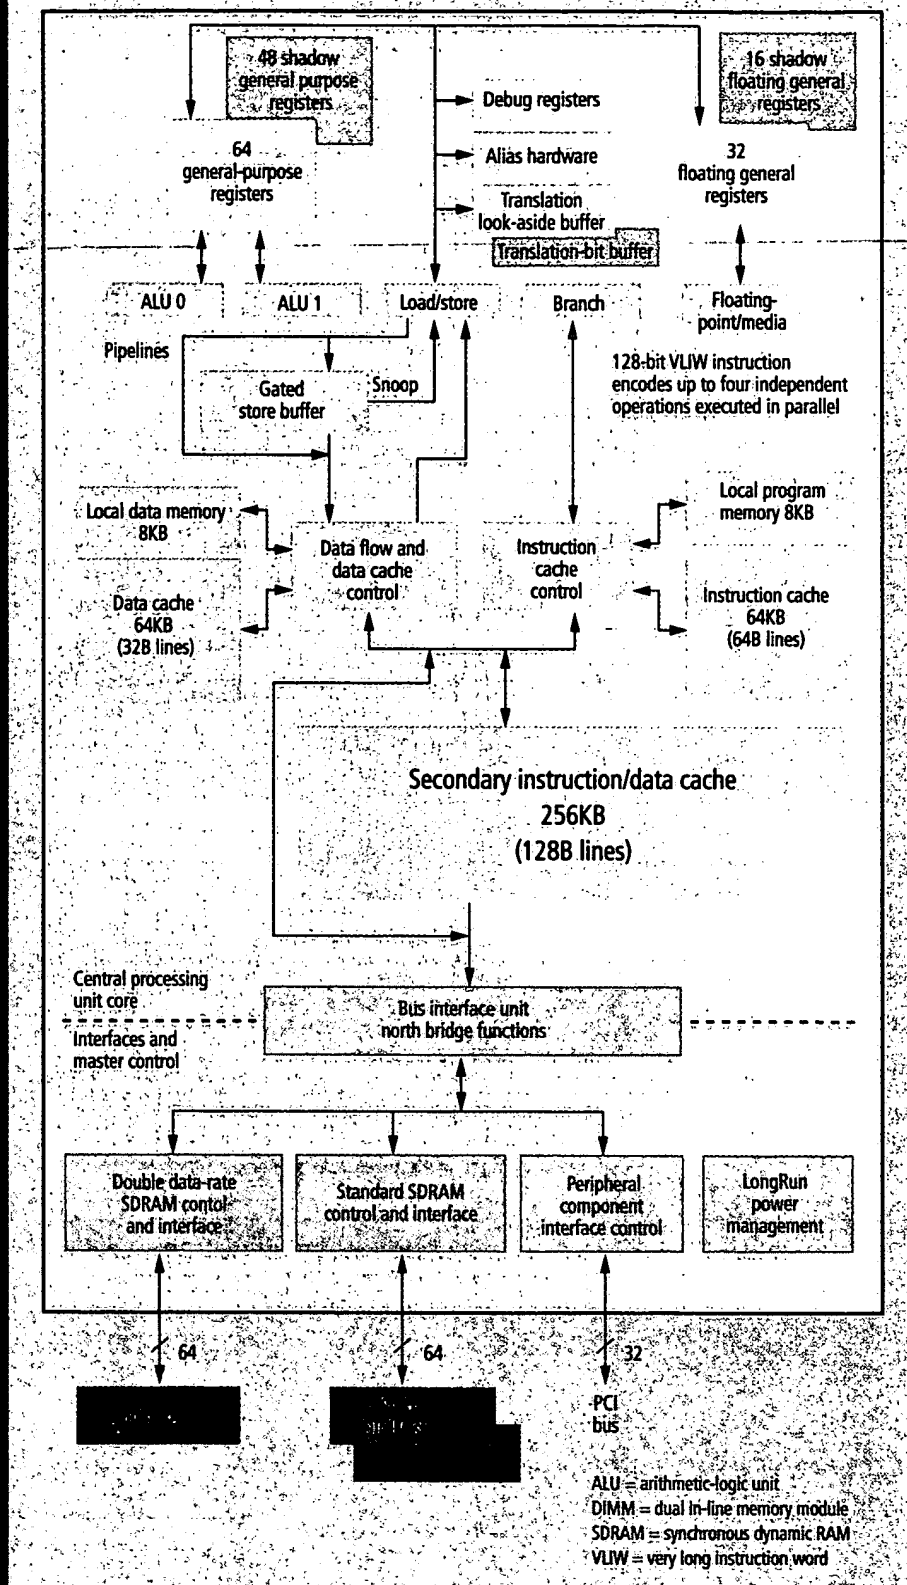 48 shadow
general purpose
registers
16 shadow
floating general
registers
Debug registers
Alias hardware
Translation
look-aside buffer
Translation-bit buffer
64
general-purpose
registers
32
floating general
registers
ALU 0
ALU 1
Load/store
Branch
Floating-
point/media
Pipelines
Gated
store buffer
Snoop
128-bit VLIW instruction
encodes up to four independent
operations executed in parallel
Local data memory
8KB
Data flow and
data cache
control
Instruction
cache
control
Local program
memory 8KB
Data cache
64KB
(32B lines)
Instruction cache
64KB
(64B lines)
Secondary instruction/data cache
256KB
(128B lines)
Central processing
unit core
Bus interface unit
north bridge functions
Interfaces and
master control
Double data-rate
SDRAM contol
and interface
Standard SDRAM
control and interface
Peripheral
component
interface control
LongRun
power
management
64
64
32
PCI
bus
ALU = arithmetic-logic unit
DIMM = dual in-line memory module
SDRAM = synchronous dynamic RAM
VLIW = very long instruction word